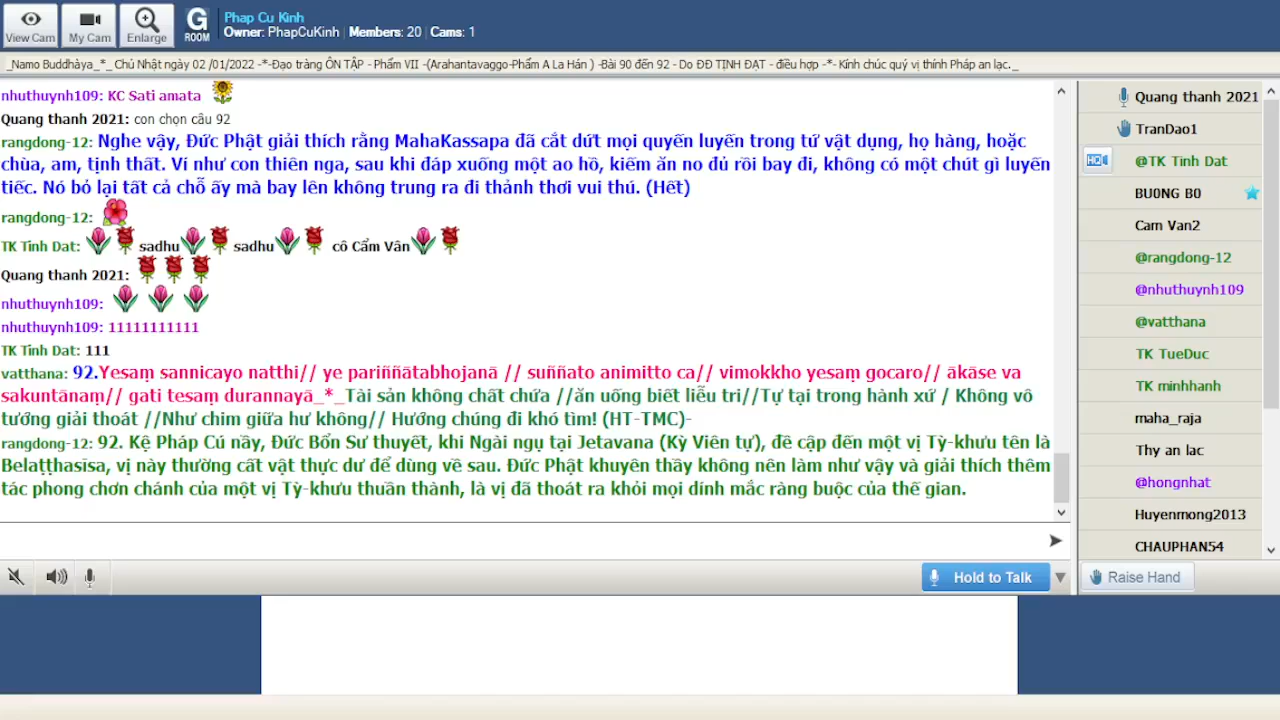 View Cam
My Cam
Enlarge
G
ROOM
Phap Cu Kinh
Owner: PhapCuKinh | Members: 20 | Cams: 1
_Namo Buddhàya_*_ Chủ Nhật ngày 02 /01/2022 -*-Đạo tràng ÔN TẬP - Phẩm VII -(Arahantavaggo-Phẩm A La Hán ) -Bài 90 đến 92 - Do ĐĐ TỊNH ĐẠT - điều hợp -*- Kính chúc quý vị thính Pháp an lạc._
nhuthuynh109: KC Sati amata
Quang thanh 2021: con chọn câu 92
rangdong-12: Nghe vậy, Đức Phật giải thích rằng MahaKassapa đã cắt dứt mọi quyến luyến trong tứ vật dụng, họ hàng, hoặc
chùa, am, tịnh thất. Ví như con thiên nga, sau khi đáp xuống một ao hồ, kiếm ăn no đủ rồi bay đi, không có một chút gì luyến
tiếc. Nó bỏ lại tất cả chỗ ấy mà bay lên không trung ra đi thảnh thơi vui thú. (Hết)
rangdong-12:
TK Tinh Dat: sadhu sadhu cô Cẩm Vân
Quang thanh 2021:
nhuthuynh109:
nhuthuynh109: 11111111111
TK Tinh Dat: 111
vatthana: 92.Yesaṃ sannicayo natthi// ye pariññātabhojanā // suññato animitto ca// vimokkho yesaṃ gocaro// ākāse va
sakuntānaṃ// gati tesaṃ durannayā_*_Tài sản không chất chứa //ăn uống biết liễu tri//Tự tại trong hành xứ / Không vô
tướng giải thoát //Như chim giữa hư không// Hướng chúng đi khó tìm! (HT-TMC)-
rangdong-12: 92. Kệ Pháp Cú nầy, Đức Bổn Sư thuyết, khi Ngài ngụ tại Jetavana (Kỳ Viên tự), đề cập đến một vị Tỳ-khưu tên là
Belaṭṭhasīsa, vị này thường cất vật thực dư để dùng về sau. Đức Phật khuyên thầy không nên làm như vậy và giải thích thêm
tác phong chơn chánh của một vị Tỳ-khưu thuần thành, là vị đã thoát ra khỏi mọi dính mắc ràng buộc của thế gian.
Hold to Talk
Quang thanh 2021
TranDao1
HQ
@TK Tinh Dat
BU0NG B0
Cam Van2
@rangdong-12
@nhuthuynh109
@vatthana
TK TueDuc
TK minhhanh
maha_raja
Thy an lac
@hongnhat
Huyenmong2013
CHAUPHAN54
Raise Hand